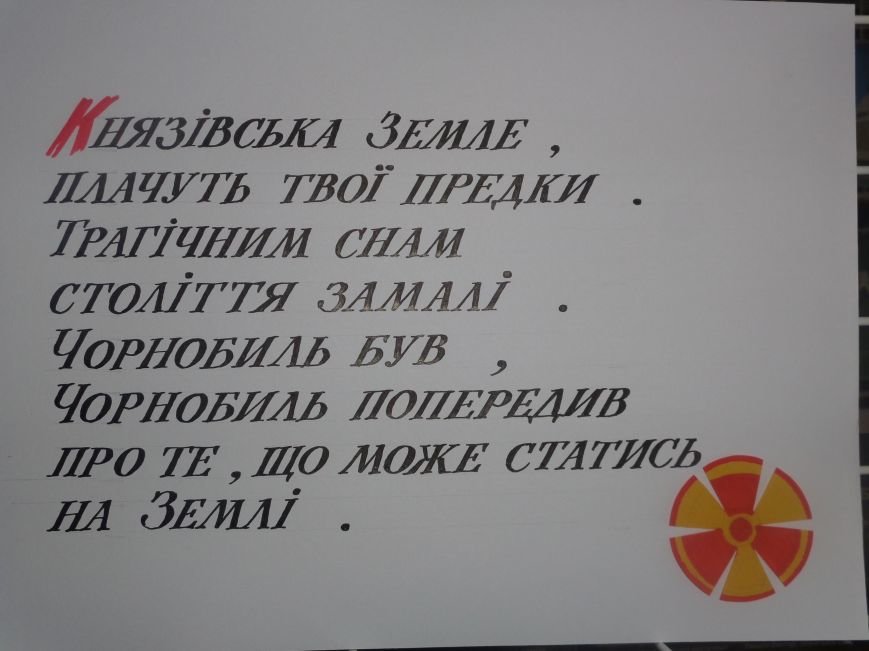 Князівська Земле ,
плачуть твої предки .
Трагічним снам
століття замалі .
Чорнобиль був ,
Чорнобиль попередив
про те , що може статись
на Землі .